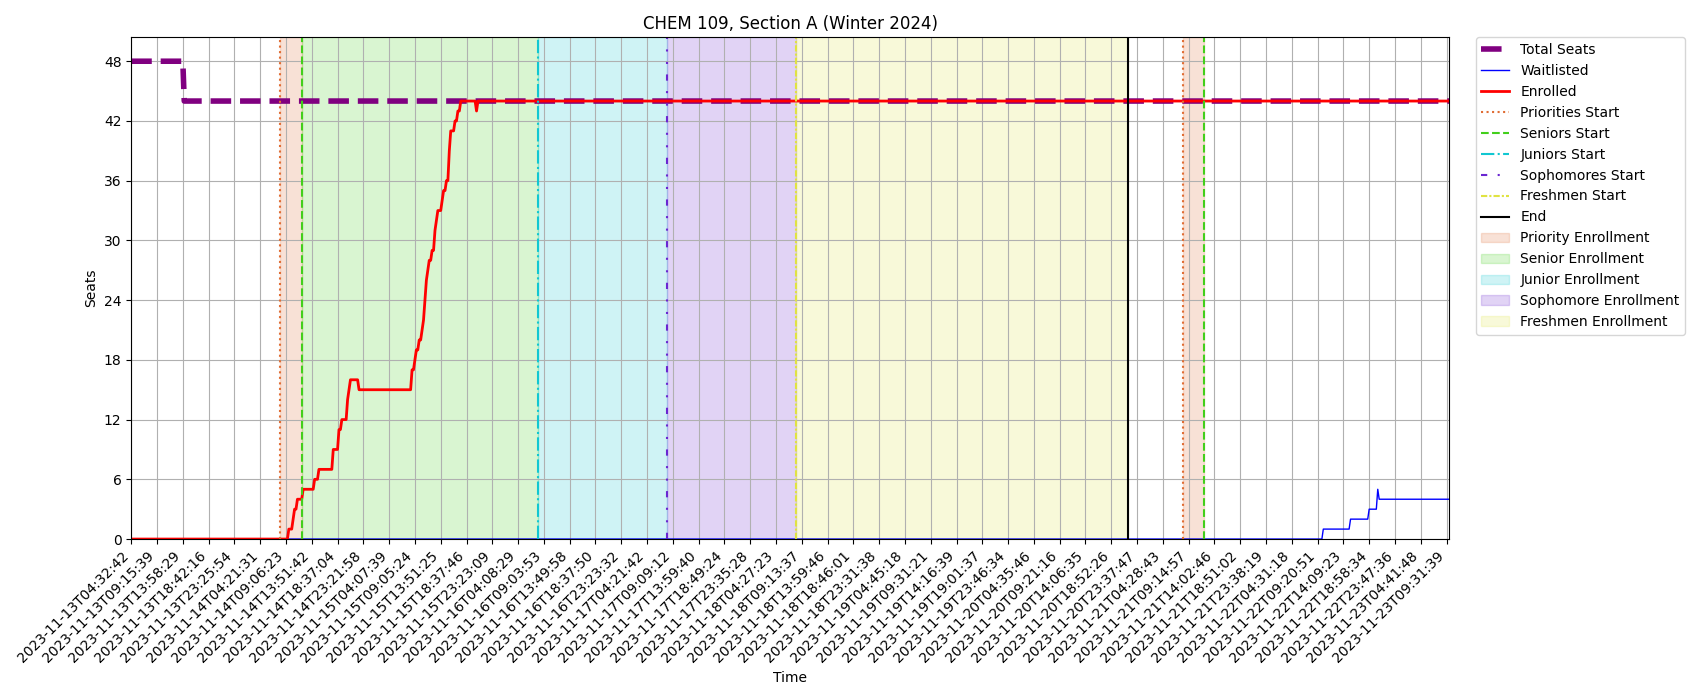 CHEM 109, Section A (Winter 2024)
Seats
48
42
36
30
24
18
12
6
0
2023-11-13T04:32:42
2023-11-13T09:15:39
2023-11-13T13:58:29
2023-11-13T18:42:16
2023-11-13T23:25:54
2023-11-14T04:21:31
2023-11-14T09:06:23
2023-11-14T13:51:42
2023-11-14T18:37:04
2023-11-14T23:21:58
2023-11-15T04:07:39
2023-11-15T09:05:24
2023-11-15T13:51:25
2023-11-15T18:37:46
2023-11-15T23:23:09
2023-11-16T04:08:29
2023-11-16T09:03:53
2023-11-16T13:49:58
2023-11-16T18:37:50
2023-11-16T23:23:32
2023-11-17T04:21:42
2023-11-17T09:09:12
2023-11-17T13:59:40
2023-11-17T18:49:24
2023-11-17T23:35:28
2023-11-18T04:27:23
2023-11-18T09:13:37
2023-11-18T13:59:46
2023-11-18T18:46:01
2023-11-18T23:31:38
2023-11-19T04:45:19
2023-11-19T09:31:21
2023-11-19T14:16:39
2023-11-19T19:01:37
2023-11-19T23:46:34
2023-11-20T04:35:46
2023-11-20T09:21:16
2023-11-20T14:06:35
2023-11-20T18:52:26
2023-11-20T23:37:47
2023-11-21T04:28:43
2023-11-21T09:14:57
2023-11-21T14:02:46
2023-11-21T18:51:02
2023-11-21T23:38:19
2023-11-22T04:31:18
2023-11-22T09:20:51
2023-11-22T14:09:23
2023-11-22T18:58:34
2023-11-22T23:47:36
2023-11-23T04:41:48
2023-11-23T09:31:39
Time
Total Seats
Waitlisted
Enrolled
Priorities Start
Seniors Start
Juniors Start
Sophomores Start
Freshmen Start
End
Priority Enrollment
Senior Enrollment
Junior Enrollment
Sophomore Enrollment
Freshmen Enrollment